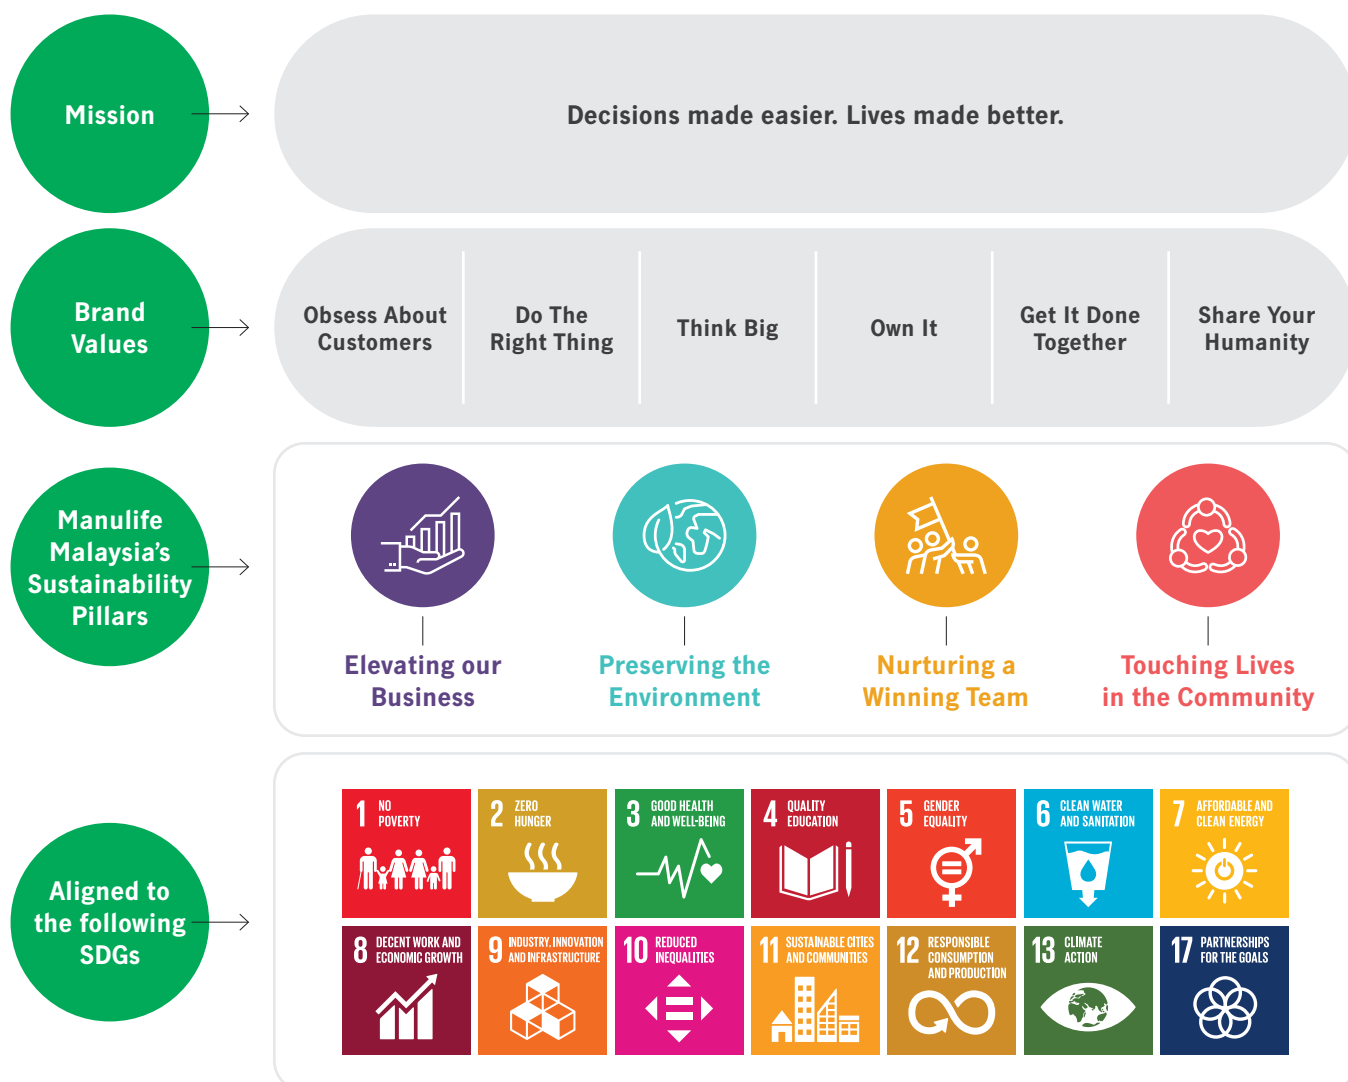 Mission
Decisions made easier. Lives made better.
Brand
Values
Obsess About
Customers
Do The
Right Thing
Think Big
Own It
Get It Done
Together
Share Your
Humanity
Manulife
Malaysia’s
Sustainability
Pillars
Elevating our
Business
Preserving the
Environment
Nurturing a
Winning Team
Touching Lives
in the Community
Aligned to
the following
SDGs
1 NO
POVERTY
2 ZERO
HUNGER
3 GOOD HEALTH
AND WELL-BEING
4 QUALITY
EDUCATION
5 GENDER
EQUALITY
6 CLEAN WATER
AND SANITATION
7 AFFORDABLE AND
CLEAN ENERGY
8 DECENT WORK AND
ECONOMIC GROWTH
9 INDUSTRY, INNOVATION
AND INFRASTRUCTURE
10 REDUCED
INEQUALITIES
11 SUSTAINABLE CITIES
AND COMMUNITIES
12 RESPONSIBLE
CONSUMPTION
AND PRODUCTION
13 CLIMATE
ACTION
17 PARTNERSHIPS
FOR THE GOALS